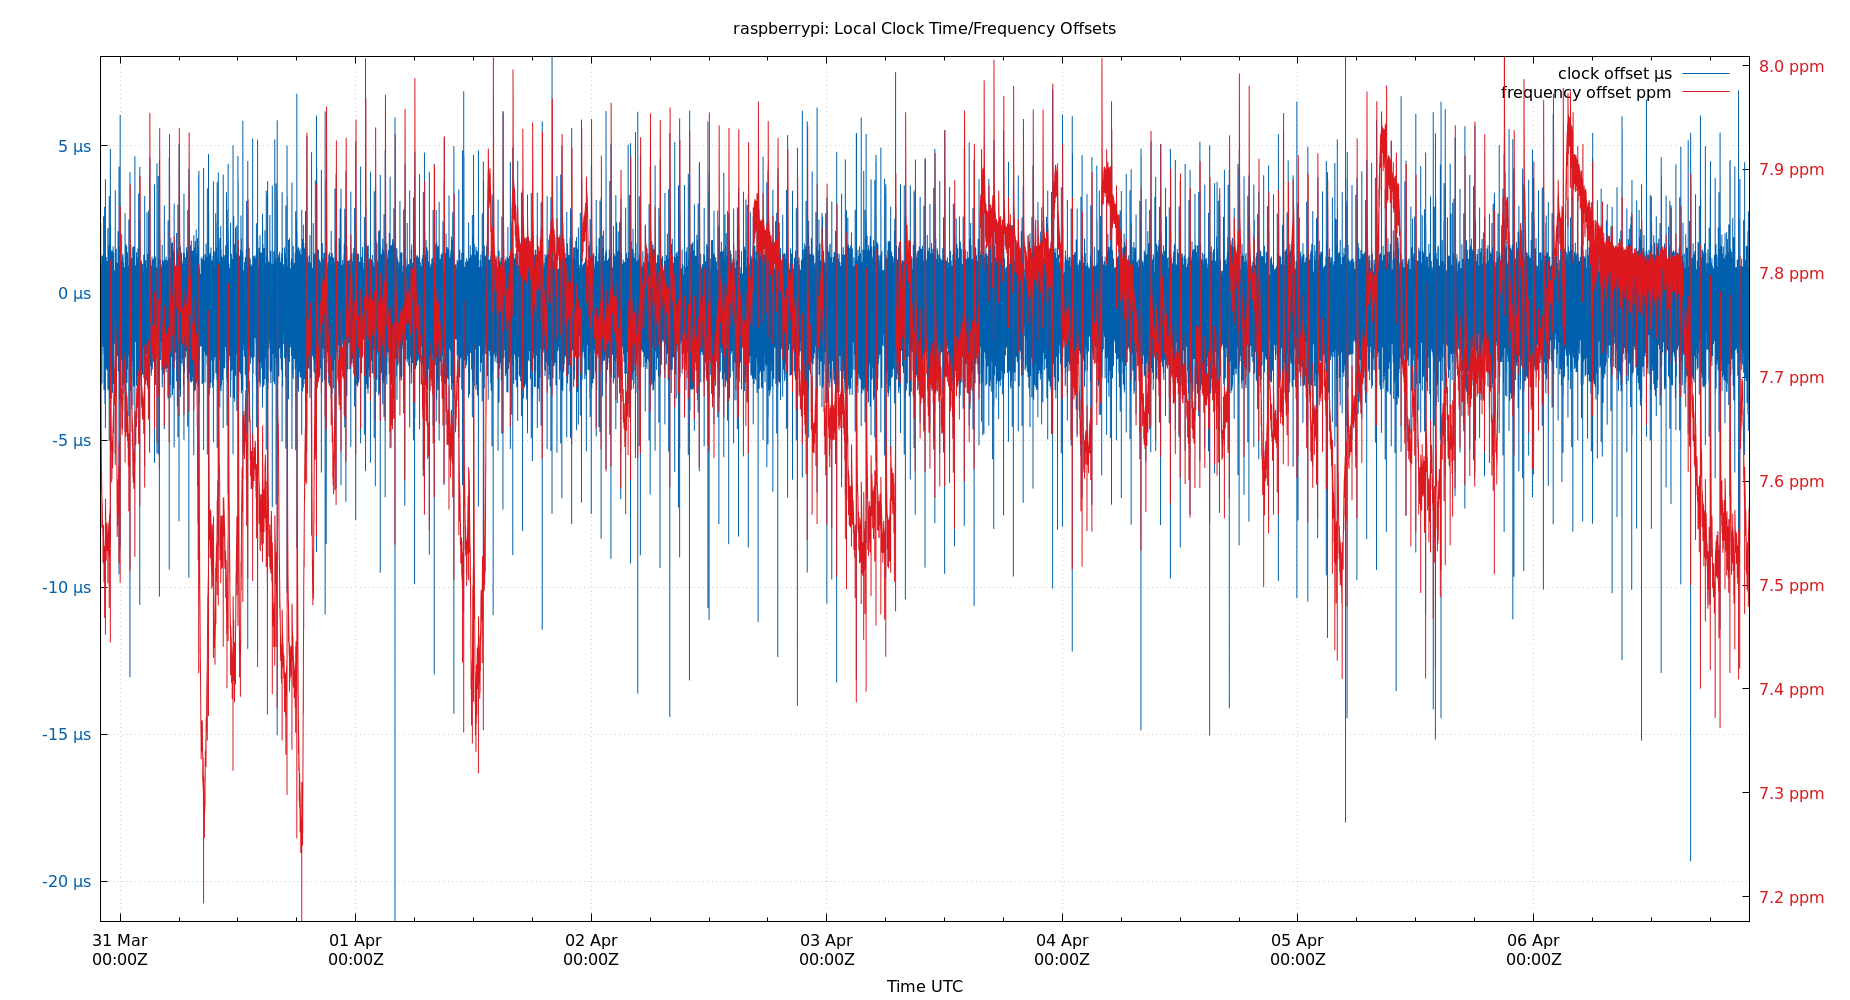 raspberrypi: Local Clock Time/Frequency Offsets
clock offset µs
frequency offset ppm
5 µs
0 µs
-5 µs
-10 µs
-15 µs
-20 µs
8.0 ppm
7.9 ppm
7.8 ppm
7.7 ppm
7.6 ppm
7.5 ppm
7.4 ppm
7.3 ppm
7.2 ppm
31 Mar
00:00Z
01 Apr
00:00Z
02 Apr
00:00Z
03 Apr
00:00Z
04 Apr
00:00Z
05 Apr
00:00Z
06 Apr
00:00Z
Time UTC